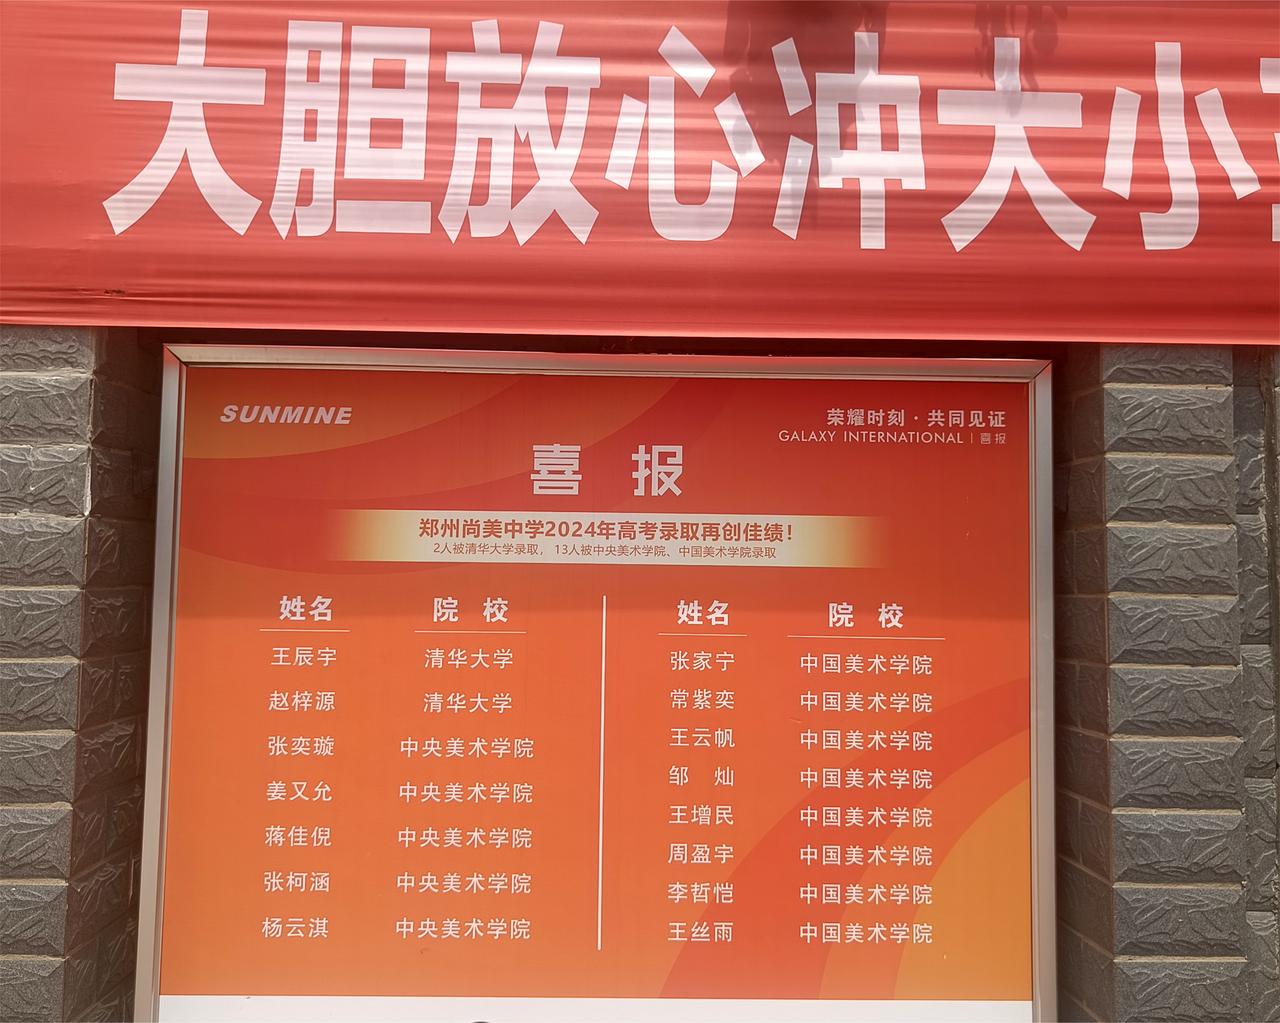 大胆放心冲大小
SUNMINE
荣耀时刻·共同见证
GALAXY INTERNATIONAL | 喜报
喜 报
郑州尚美中学2024年高考录取再创佳绩!
2人被清华大学录取, 13人被中央美术学院、中国美术学院录取
姓名 院 校
王辰宇 清华大学
赵梓源 清华大学
张奕璇 中央美术学院
姜又允 中央美术学院
蒋佳倪 中央美术学院
张柯涵 中央美术学院
杨云淇 中央美术学院
姓名 院 校
张家宁 中国美术学院
常紫奕 中国美术学院
王云帆 中国美术学院
邹 灿 中国美术学院
王增民 中国美术学院
周盈宇 中国美术学院
李哲恺 中国美术学院
王丝雨 中国美术学院